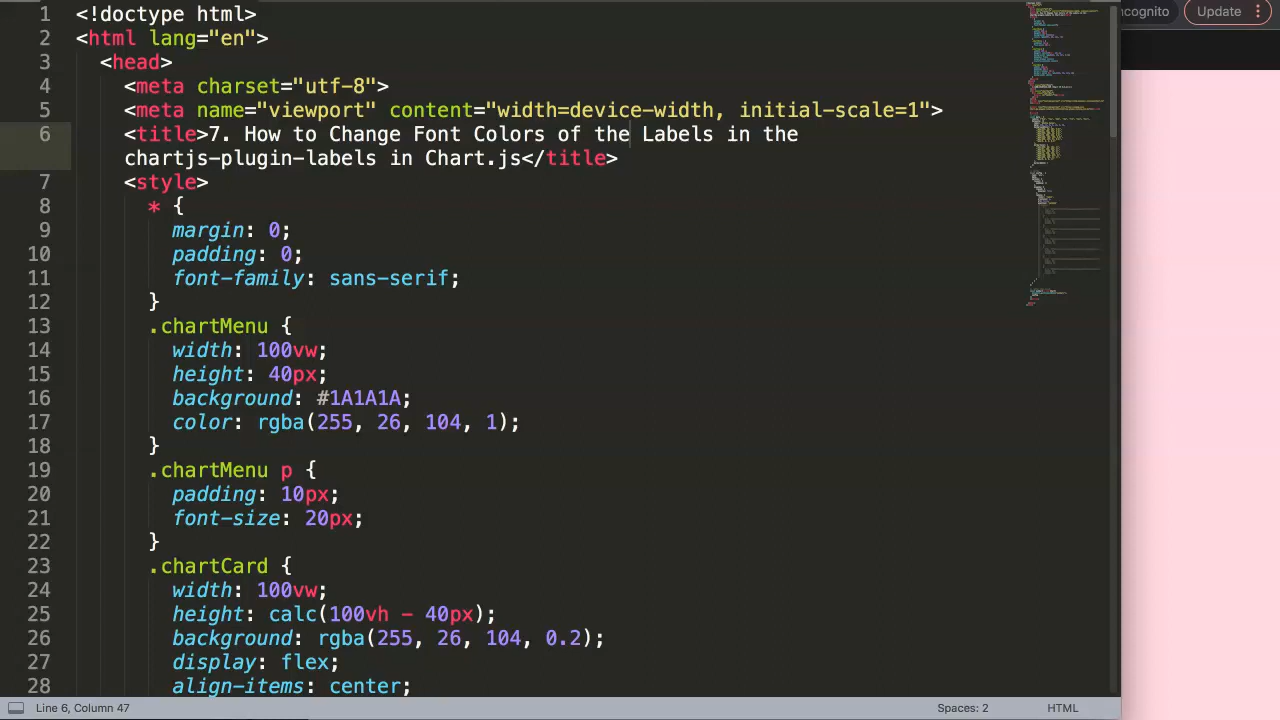 1 <!doctype html>
2 <html lang="en">
3 <head>
4 <meta charset="utf-8">
5 <meta name="viewport" content="width=device-width, initial-scale=1">
6 <title>7. How to Change Font Colors of the Labels in the
chartjs-plugin-labels in Chart.js</title>
7 <style>
8 * {
9 margin: 0;
10 padding: 0;
11 font-family: sans-serif;
12 }
13 .chartMenu {
14 width: 100vw;
15 height: 40px;
16 background: #1A1A1A;
17 color: rgba(255, 26, 104, 1);
18 }
19 .chartMenu p {
20 padding: 10px;
21 font-size: 20px;
22 }
23 .chartCard {
24 width: 100vw;
25 height: calc(100vh - 40px);
26 background: rgba(255, 26, 104, 0.2);
27 display: flex;
28 align-items: center;
Line 6, Column 47
Spaces: 2
HTML
cognito
Update